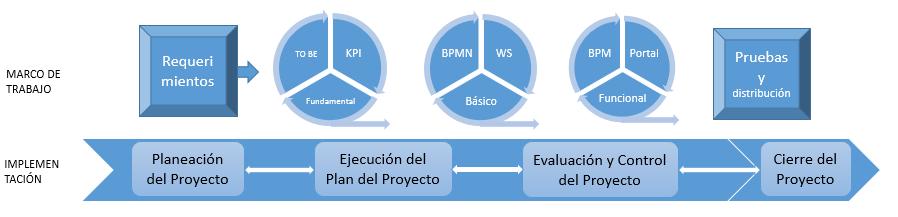 MARCO DE
TRABAJO
Requeri
mientos
TO BE
KPI
Fundamental
BPMN
WS
Básico
BPM
Portal
Funcional
Pruebas
y
distribución
IMPLEMEN
TACIÓN
Planeación
del Proyecto
Ejecución del
Plan del Proyecto
Evaluación y Control
del Proyecto
Cierre del
Proyecto